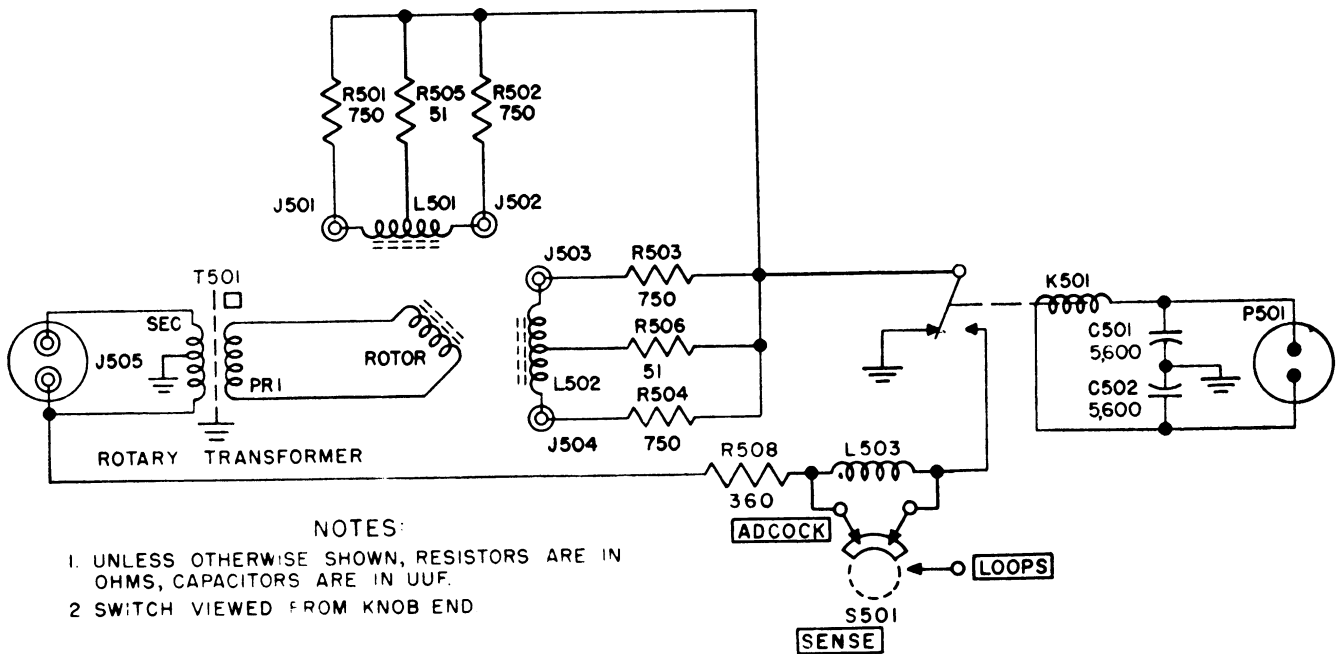 R501
750
R505
51
R502
750
J501
L501
J502
J503
R503
750
T501
SEC
J505
PRI
ROTOR
R506
51
L502
R504
750
J504
K501
C501
5,600
C502
5,600
P501
ROTARY TRANSFORMER
R508
360
L503
ADCOCK
LOOPS
S501
SENSE
NOTES:
1. UNLESS OTHERWISE SHOWN, RESISTORS ARE IN
OHMS, CAPACITORS ARE IN UUF.
2 SWITCH VIEWED FROM KNOB END